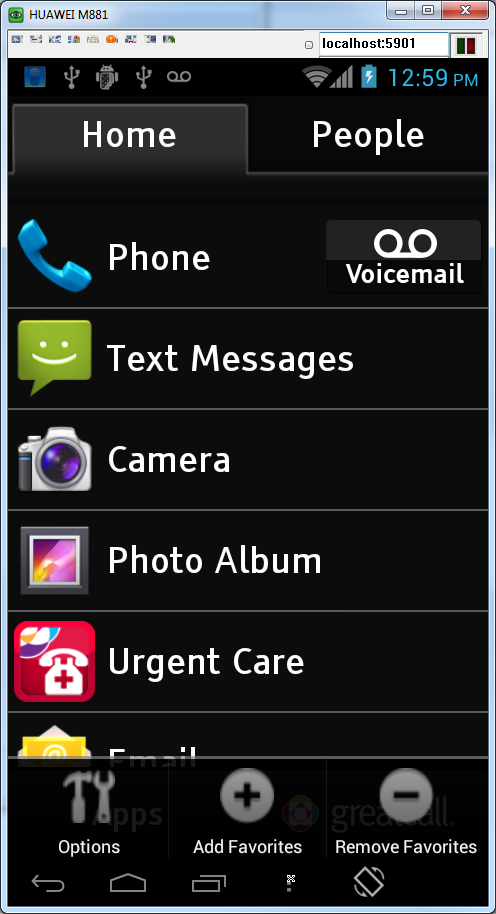 HUAWEI M881
localhost:5901
12:59 PM
Home
People
Phone
Voicemail
Text Messages
Camera
Photo Album
Urgent Care
Email
Apps
greatcall.
Options
Add Favorites
Remove Favorites